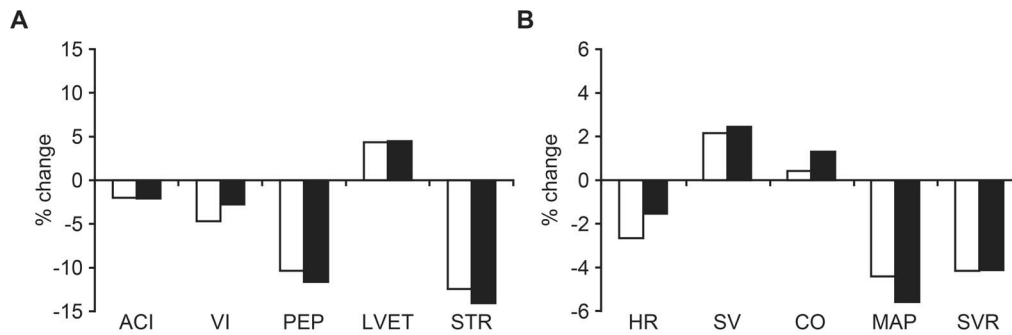 A
% change
15
10
5
0
-5
-10
-15
ACI VI PEP LVET STR
B
% change
6
4
2
0
-2
-4
-6
HR SV CO MAP SVR